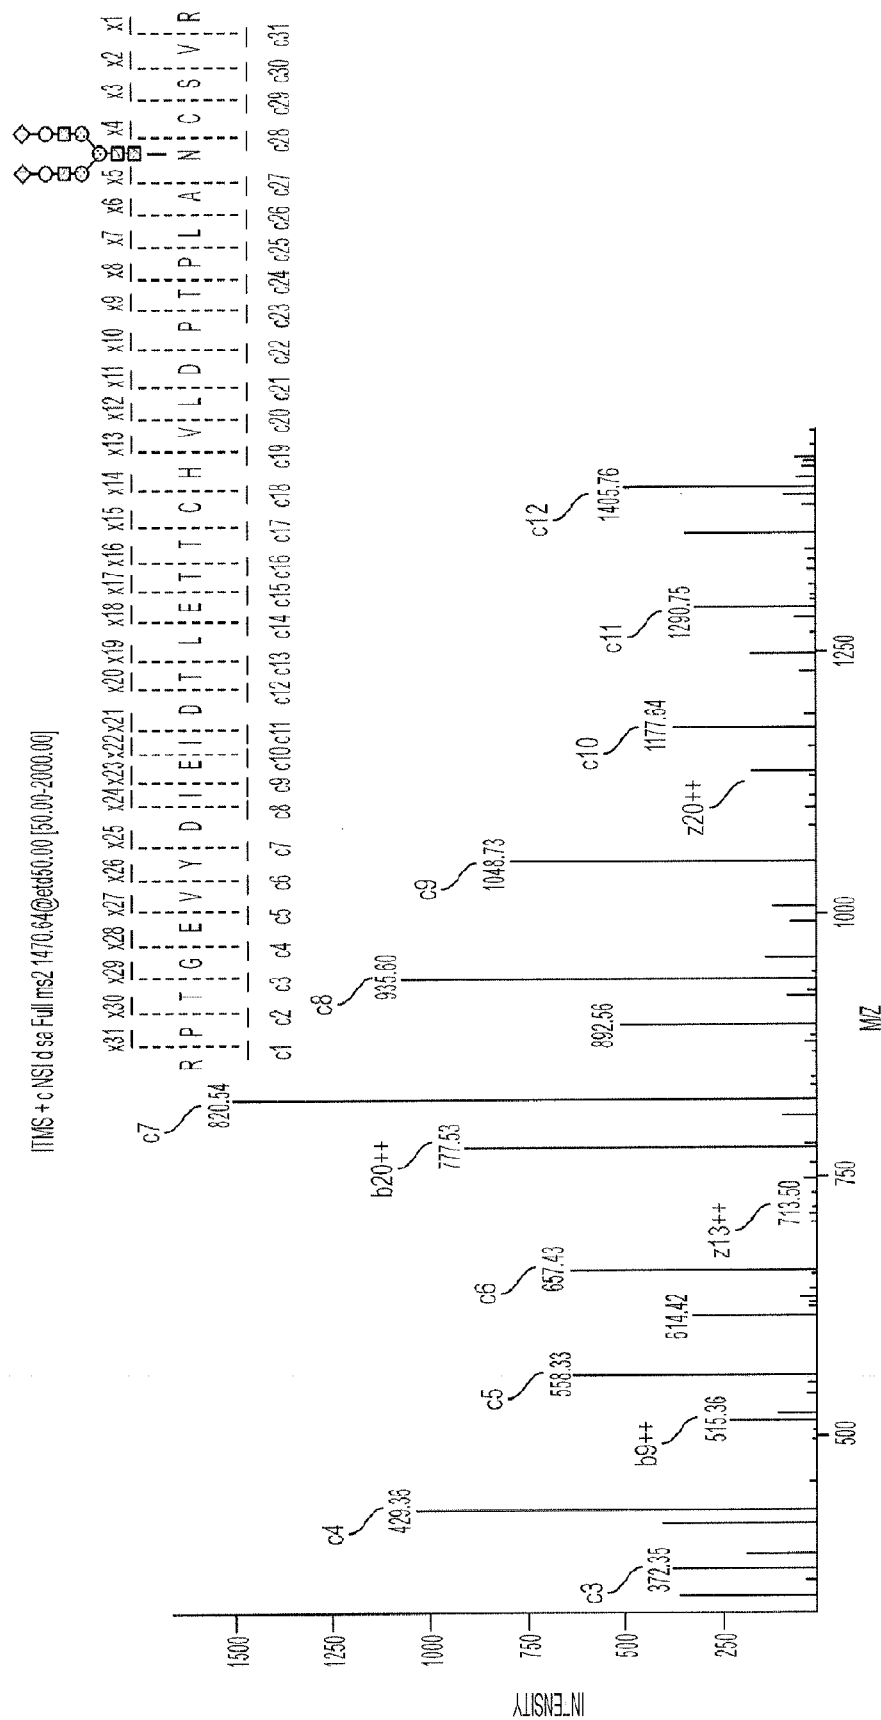 ITMS + c NSI d sa Full ms2 1470.64@etd50.00 [50.00-2000.00]
x31 x30 x29 x28 x27 x26 x25 x24 x23 x22 x21 x20 x19 x18 x17 x16 x15 x14 x13 x12 x11 x10 x9 x8 x7 x6 x5 x4 x3 x2 x1
R P T G E V Y D I E I D T L E T T C H V L D P T P L A N C S V R
c1 c2 c3 c4 c5 c6 c7 c8 c9 c10 c11 c12 c13 c14 c15 c16 c17 c18 c19 c20 c21 c22 c23 c24 c25 c26 c27 c28 c29 c30 c31
INTENSITY
1500
1250
1000
750
500
250
c3
372.35
c4
429.36
b9++
515.36
c5
558.33
614.42
c6
657.43
z13++
713.50
b20++
777.53
c7
820.54
892.56
c8
935.60
c9
1048.73
z20++
c10
1177.64
c11
1290.75
c12
1405.76
500
750
1000
1250
M/Z